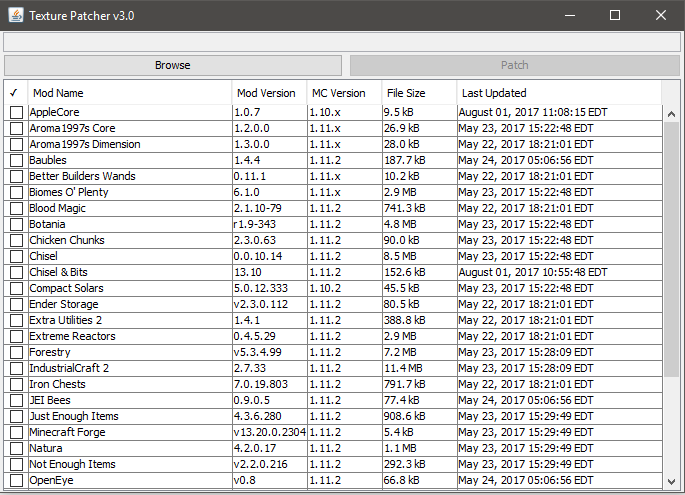 Texture Patcher v3.0
Browse Patch
✓ Mod Name Mod Version MC Version File Size Last Updated
AppleCore 1.0.7 1.10.x 9.5 kB August 01, 2017 11:08:15 EDT
Aroma1997s Core 1.2.0.0 1.11.x 26.9 kB May 23, 2017 15:22:48 EDT
Aroma1997s Dimension 1.3.0.0 1.11.x 28.0 kB May 22, 2017 18:21:01 EDT
Baubles 1.4.4 1.11.2 187.7 kB May 24, 2017 05:06:56 EDT
Better Builders Wands 0.11.1 1.11.x 10.2 kB May 22, 2017 18:21:01 EDT
Biomes O' Plenty 6.1.0 1.11.x 2.9 MB May 23, 2017 15:22:48 EDT
Blood Magic 2.1.10-79 1.11.2 741.3 kB May 22, 2017 18:21:01 EDT
Botania r1.9-343 1.11.2 4.8 MB May 23, 2017 15:22:48 EDT
Chicken Chunks 2.3.0.63 1.11.2 90.0 kB May 23, 2017 15:22:48 EDT
Chisel 0.0.10.14 1.11.2 8.5 MB May 23, 2017 15:22:48 EDT
Chisel & Bits 13.10 1.11.2 152.6 kB August 01, 2017 10:55:48 EDT
Compact Solars 5.0.12.333 1.10.2 45.5 kB May 23, 2017 15:22:48 EDT
Ender Storage v2.3.0.112 1.11.2 80.5 kB May 22, 2017 18:21:01 EDT
Extra Utilities 2 1.4.1 1.11.2 388.8 kB May 22, 2017 18:21:01 EDT
Extreme Reactors 0.4.5.29 1.11.2 2.9 MB May 22, 2017 18:21:01 EDT
Forestry v5.3.4.99 1.11.2 7.2 MB May 23, 2017 15:28:09 EDT
IndustrialCraft 2 2.7.33 1.11.2 11.4 MB May 23, 2017 15:28:09 EDT
Iron Chests 7.0.19.803 1.11.2 791.7 kB May 22, 2017 18:21:01 EDT
JEI Bees 0.9.0.5 1.11.2 77.4 kB May 24, 2017 05:06:56 EDT
Just Enough Items 4.3.6.280 1.11.2 908.6 kB May 23, 2017 15:29:49 EDT
Minecraft Forge v13.20.0.2304 1.11.2 5.4 kB May 23, 2017 15:29:49 EDT
Natura 4.2.0.17 1.11.2 1.1 MB May 23, 2017 15:29:49 EDT
Not Enough Items v2.2.0.216 1.11.2 292.3 kB May 23, 2017 15:29:49 EDT
OpenEye v0.8 1.11.2 66.8 kB May 24, 2017 05:06:56 EDT